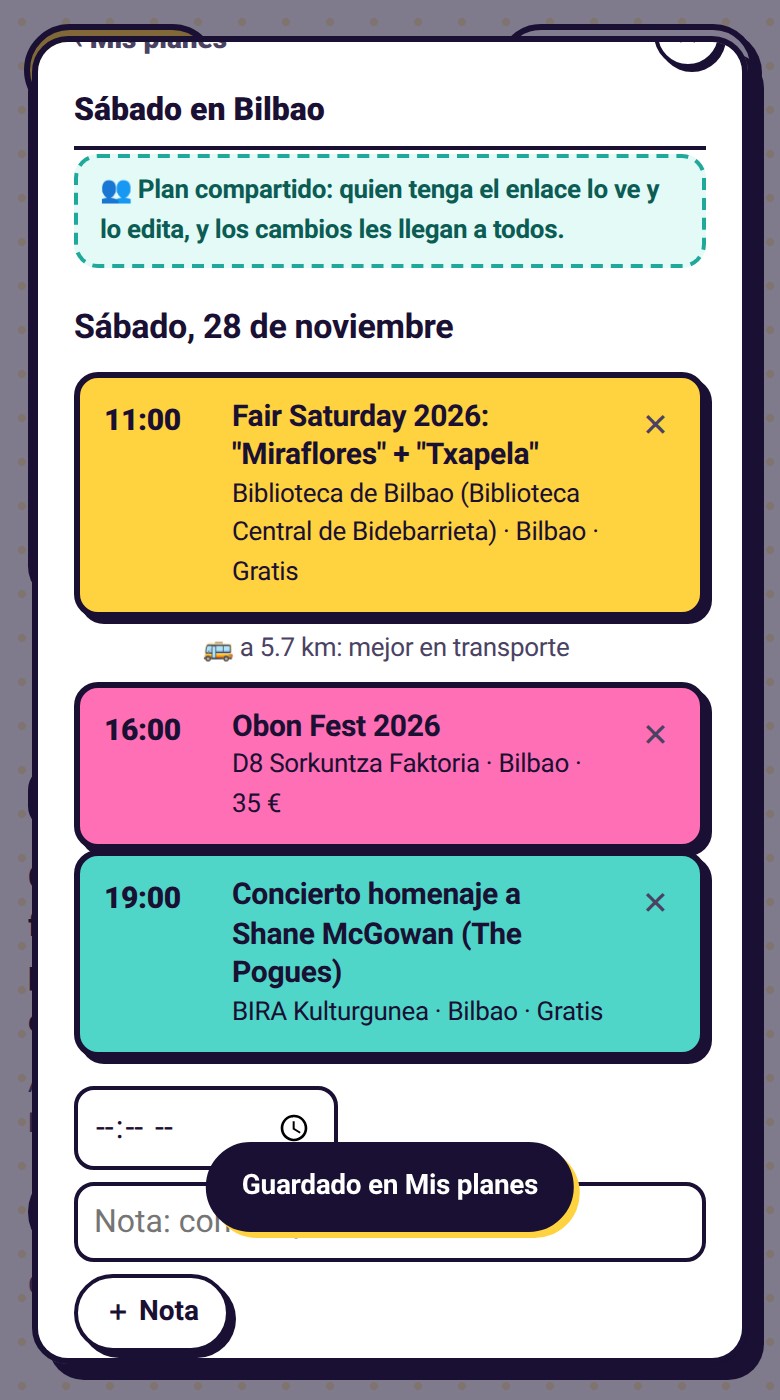 ‹ Mis planes
Sábado en Bilbao
👥 Plan compartido: quien tenga el enlace lo ve y
lo edita, y los cambios les llegan a todos.
Sábado, 28 de noviembre
11:00
Fair Saturday 2026:
"Miraflores" + "Txapela"
✕
Biblioteca de Bilbao (Biblioteca
Central de Bidebarrieta) · Bilbao ·
Gratis
🚌 a 5.7 km: mejor en transporte
16:00
Obon Fest 2026
✕
D8 Sorkuntza Faktoria · Bilbao ·
35 €
19:00
Concierto homenaje a
Shane McGowan (The
Pogues)
✕
BIRA Kulturgunea · Bilbao · Gratis
--:-- --
Guardado en Mis planes
Nota:
+ Nota